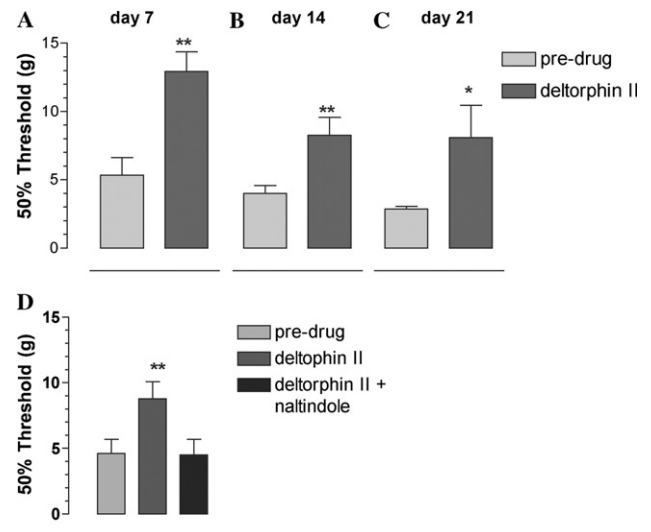 A
day 7
B
day 14
C
day 21
50% Threshold (g)
15
10
5
0
**
**
*
pre-drug
deltorphin II
D
50% Threshold (g)
15
10
5
0
**
pre-drug
deltophin II
deltorphin II +
naltindole